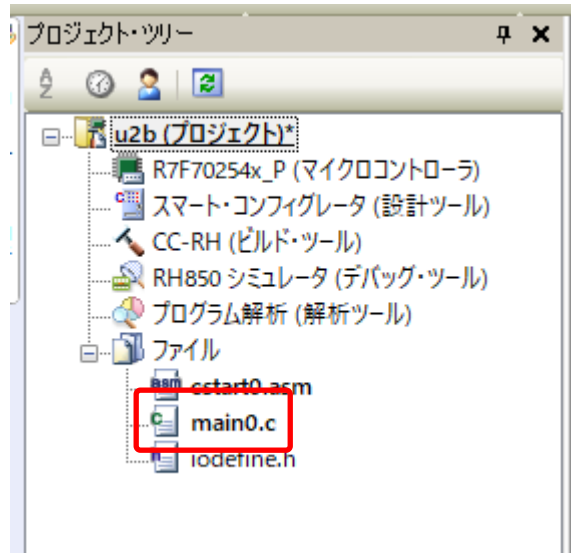 プロジェクト・ツリー
u2b (プロジェクト)*
R7F70254x_P (マイクロコントローラ)
スマート・コンフィグレータ (設計ツール)
CC-RH (ビルド・ツール)
RH850 シミュレータ (デバッグ・ツール)
プログラム解析 (解析ツール)
ファイル
cstart0.asm
main0.c
iodefine.h